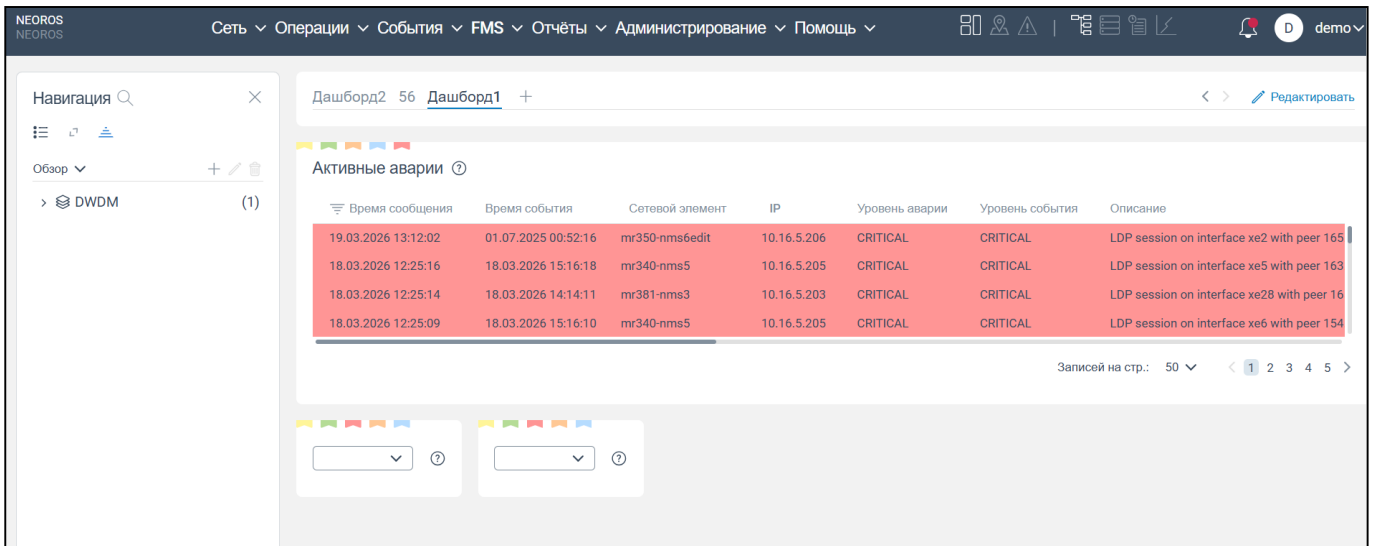 NEOROS
NEOROS
Сеть Операции События FMS Отчёты Администрирование Помощь
D demo
Навигация
Обзор
DWDM (1)
Дашборд2 56 Дашборд1 +
Редактировать
Активные аварии ?
Время сообщения Время события Сетевой элемент IP Уровень аварии Уровень события Описание
19.03.2026 13:12:02 01.07.2025 00:52:16 mr350-nms6edit 10.16.5.206 CRITICAL CRITICAL LDP session on interface xe2 with peer 165
18.03.2026 12:25:16 18.03.2026 15:16:18 mr340-nms5 10.16.5.205 CRITICAL CRITICAL LDP session on interface xe5 with peer 163
18.03.2026 12:25:14 18.03.2026 14:14:11 mr381-nms3 10.16.5.203 CRITICAL CRITICAL LDP session on interface xe28 with peer 16
18.03.2026 12:25:09 18.03.2026 15:16:10 mr340-nms5 10.16.5.205 CRITICAL CRITICAL LDP session on interface xe6 with peer 154
Записей на стр.: 50 < 1 2 3 4 5 >
? ?